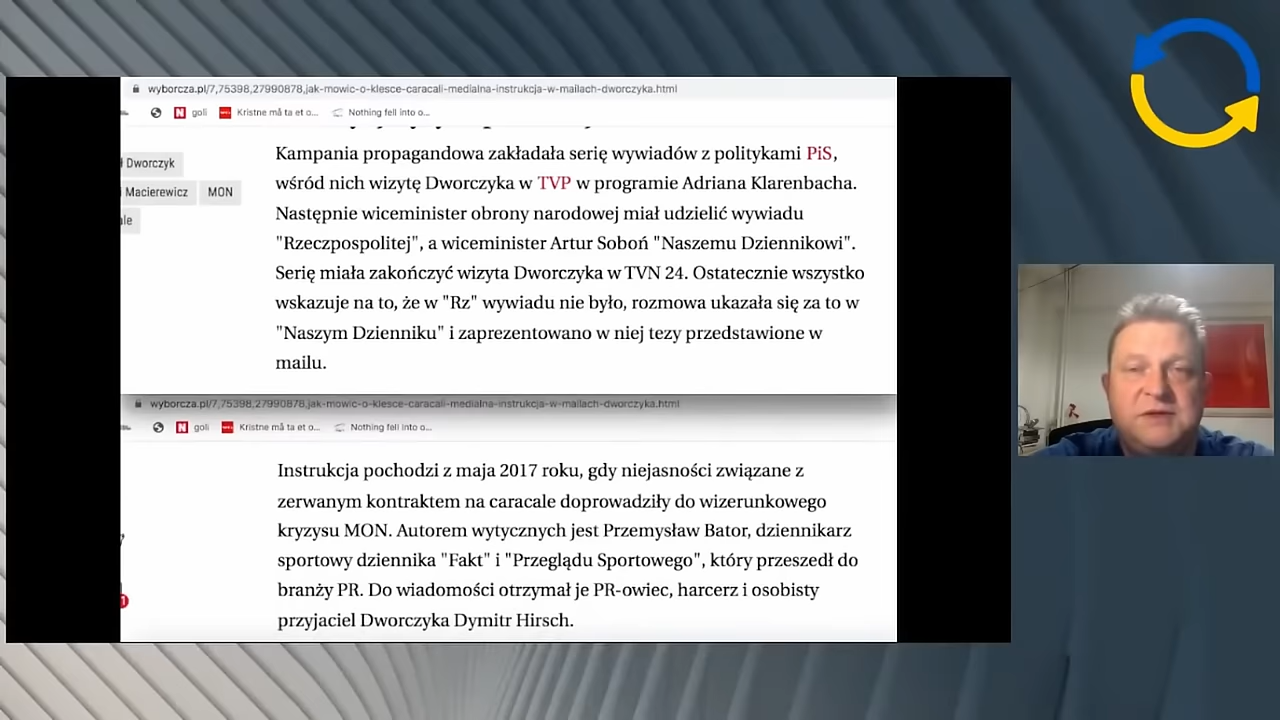 wyborcza.pl/7,75398,27990878,jak-mowic-o-klesce-caracali-medialna-instrukcja-w-mailach-dworczyka.html
goli Kristne må ta et o... Nothing fell into o...
Dworczyk
Macierewicz MON
Kampania propagandowa zakładała serię wywiadów z politykami PiS,
wśród nich wizytę Dworczyka w TVP w programie Adriana Klarenbacha.
Następnie wiceminister obrony narodowej miał udzielić wywiadu
"Rzeczpospolitej", a wiceminister Artur Soboń "Naszemu Dziennikowi".
Serię miała zakończyć wizyta Dworczyka w TVN 24. Ostatecznie wszystko
wskazuje na to, że w "Rz" wywiadu nie było, rozmowa ukazała się za to w
"Naszym Dzienniku" i zaprezentowano w niej tezy przedstawione w
mailu.
wyborcza.pl/7,75398,27990878,jak-mowic-o-klesce-caracali-medialna-instrukcja-w-mailach-dworczyka.html
goli Kristne må ta et o... Nothing fell into o...
Instrukcja pochodzi z maja 2017 roku, gdy niejasności związane z
zerwanym kontraktem na caracale doprowadziły do wizerunkowego
kryzysu MON. Autorem wytycznych jest Przemysław Bator, dziennikarz
sportowy dziennika "Fakt" i "Przeglądu Sportowego", który przeszedł do
branży PR. Do wiadomości otrzymał je PR-owiec, harcerz i osobisty
przyjaciel Dworczyka Dymitr Hirsch.